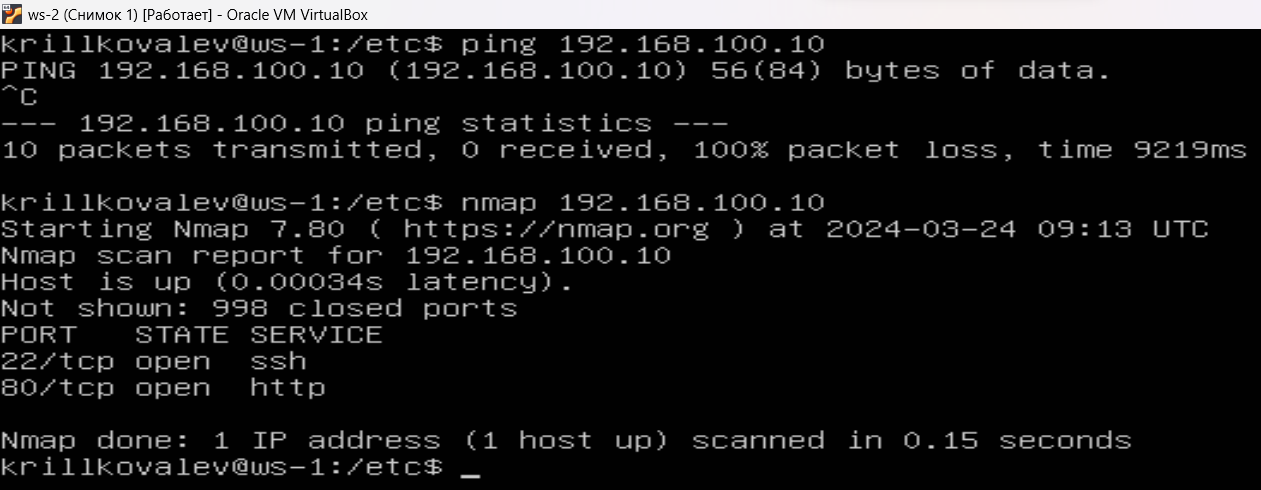 ws-2 (Снимок 1) [Работает] - Oracle VM VirtualBox
krillkovalev@ws-1:/etc$ ping 192.168.100.10
PING 192.168.100.10 (192.168.100.10) 56(84) bytes of data.
^C
--- 192.168.100.10 ping statistics ---
10 packets transmitted, 0 received, 100% packet loss, time 9219ms
krillkovalev@ws-1:/etc$ nmap 192.168.100.10
Starting Nmap 7.80 ( https://nmap.org ) at 2024-03-24 09:13 UTC
Nmap scan report for 192.168.100.10
Host is up (0.00034s latency).
Not shown: 998 closed ports
PORT   STATE SERVICE
22/tcp open  ssh
80/tcp open  http
Nmap done: 1 IP address (1 host up) scanned in 0.15 seconds
krillkovalev@ws-1:/etc$ _